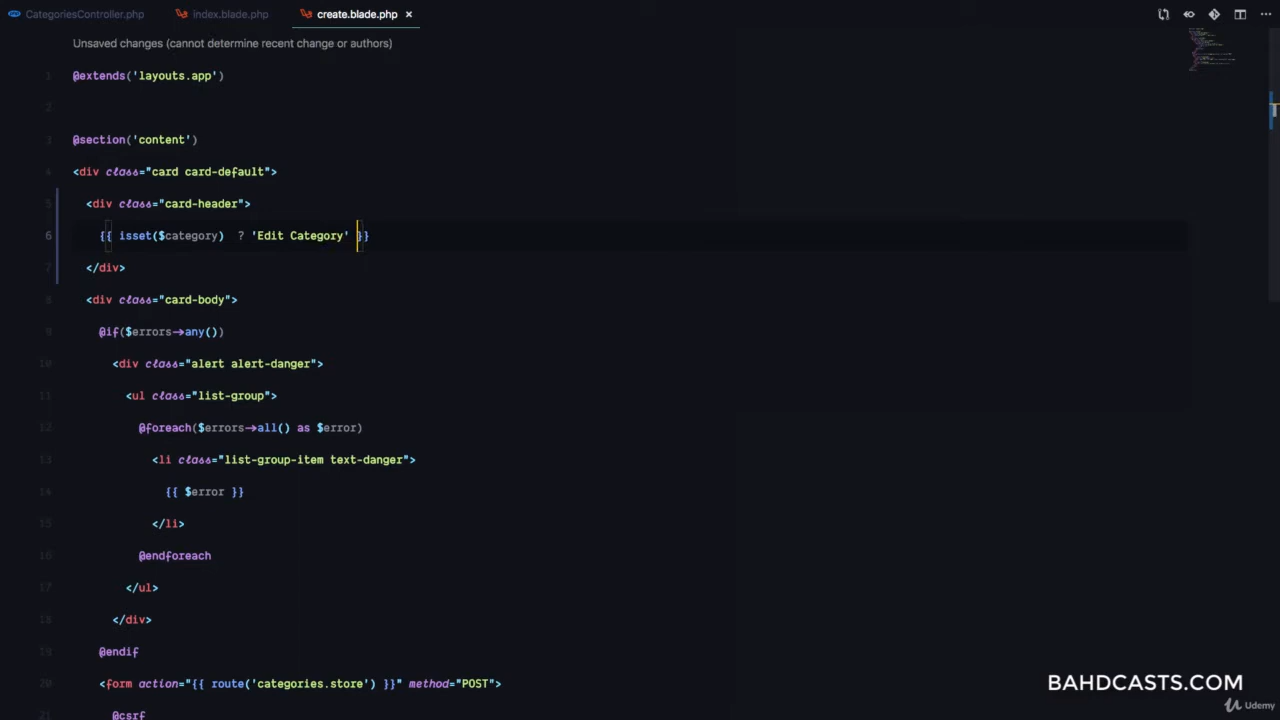 CategoriesController.php index.blade.php create.blade.php ×
Unsaved changes (cannot determine recent change or authors)
1 @extends('layouts.app')
2
3 @section('content')
4 <div class="card card-default">
5 <div class="card-header">
6 {{ isset($category) ? 'Edit Category' }}
7 </div>
8 <div class="card-body">
9 @if($errors->any())
10 <div class="alert alert-danger">
11 <ul class="list-group">
12 @foreach($errors->all() as $error)
13 <li class="list-group-item text-danger">
14 {{ $error }}
15 </li>
16 @endforeach
17 </ul>
18 </div>
19 @endif
20 <form action="{{ route('categories.store') }}" method="POST">
21 @csrf
BAHDCASTS.COM
Udemy